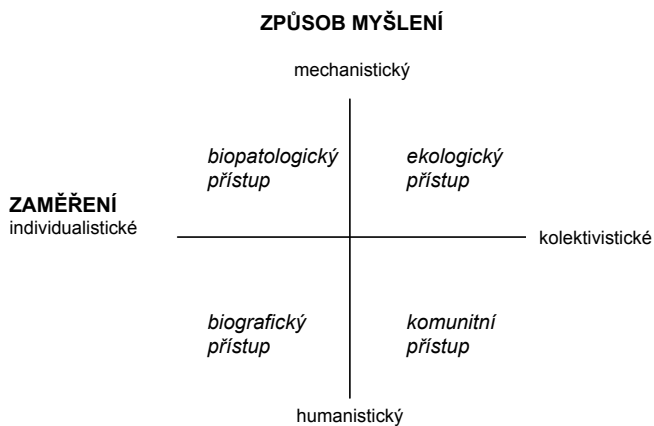 ZPŮSOB MYŠLENÍ
mechanistický
biopatologický
přístup
ekologický
přístup
ZAMĚŘENÍ
individualistické
kolektivistické
biografický
přístup
komunitní
přístup
humanistický